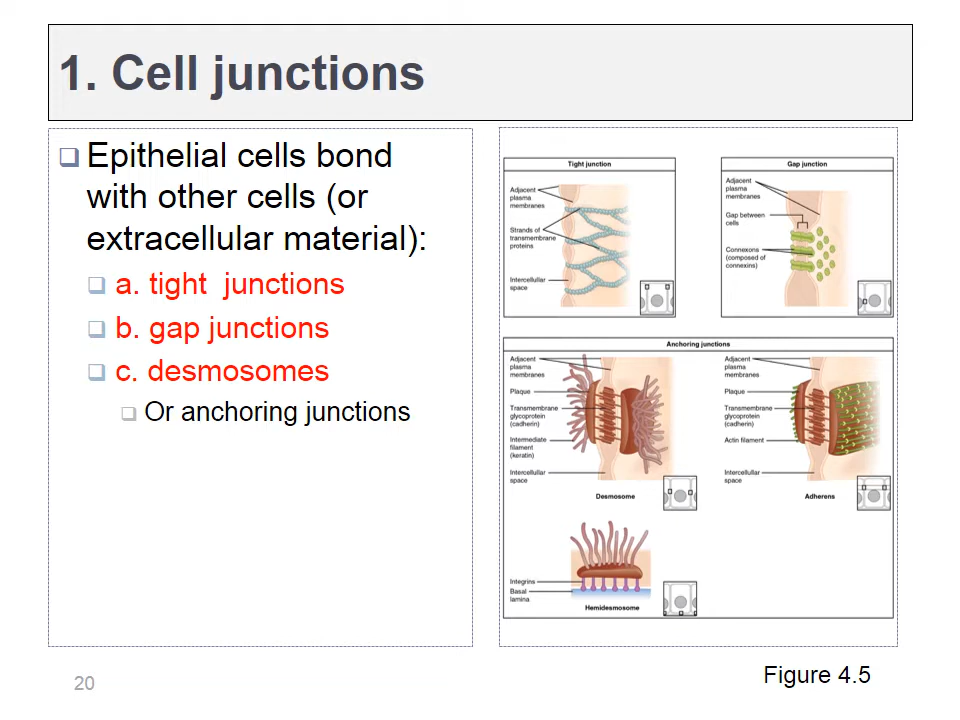 1. Cell junctions
Epithelial cells bond
with other cells (or
extracellular material):
a. tight junctions
b. gap junctions
c. desmosomes
Or anchoring junctions
Tight junction
Adjacent
plasma
membranes
Strands of
transmembrane
proteins
Intercellular
space
Gap junction
Adjacent
plasma
membranes
Gap between
cells
Connexons
(composed of
connexins)
Anchoring junctions
Adjacent
plasma
membranes
Plaque
Transmembrane
glycoprotein
(cadherin)
Intermediate
filament
(keratin)
Intercellular
space
Desmosome
Adjacent
plasma
membranes
Plaque
Transmembrane
glycoprotein
(cadherin)
Actin filament
Intercellular
space
Adherens
Integrins
Basal
lamina
Hemidesmosome
Figure 4.5
20